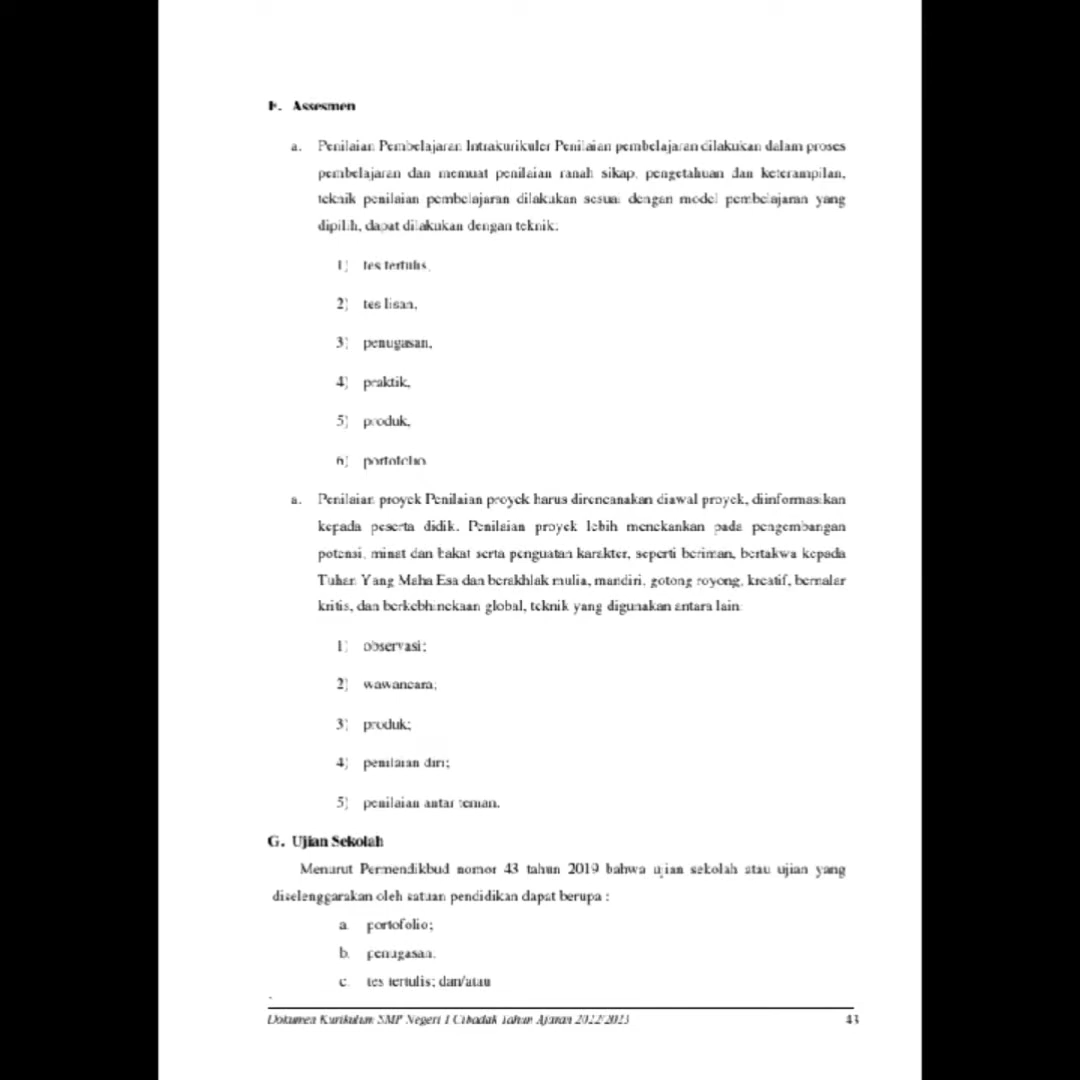 F. Assesmen
a. Penilaian Pembelajaran Intrakurikuler Penilaian pembelajaran dilakukan dalam proses
pembelajaran dan memuat penilaian ranah sikap, pengetahuan dan keterampilan,
teknik penilaian pembelajaran dilakukan sesuai dengan model pembelajaran yang
dipilih, dapat dilakukan dengan teknik:
1) tes tertulis,
2) tes lisan,
3) penugasan,
4) praktik,
5) produk,
6) portofolio
a. Penilaian proyek Penilaian proyek harus direncanakan diawal proyek, diinformasikan
kepada peserta didik. Penilaian proyek lebih menekankan pada pengembangan
potensi, minat dan bakat serta penguatan karakter, seperti beriman, bertakwa kepada
Tuhan Yang Maha Esa dan berakhlak mulia, mandiri, gotong royong, kreatif, bernalar
kritis, dan berkebhinekaan global, teknik yang digunakan antara lain:
1) observasi;
2) wawancara;
3) produk;
4) penilaian diri;
5) penilaian antar teman.
G. Ujian Sekolah
Menurut Permendikbud nomor 43 tahun 2019 bahwa ujian sekolah atau ujian yang
diselenggarakan oleh satuan pendidikan dapat berupa :
a. portofolio;
b. penugasan;
c. tes tertulis; dan/atau
Dokumen Kurikulum SMP Negeri 1 Cibadak Tahun Ajaran 2022/2023 43